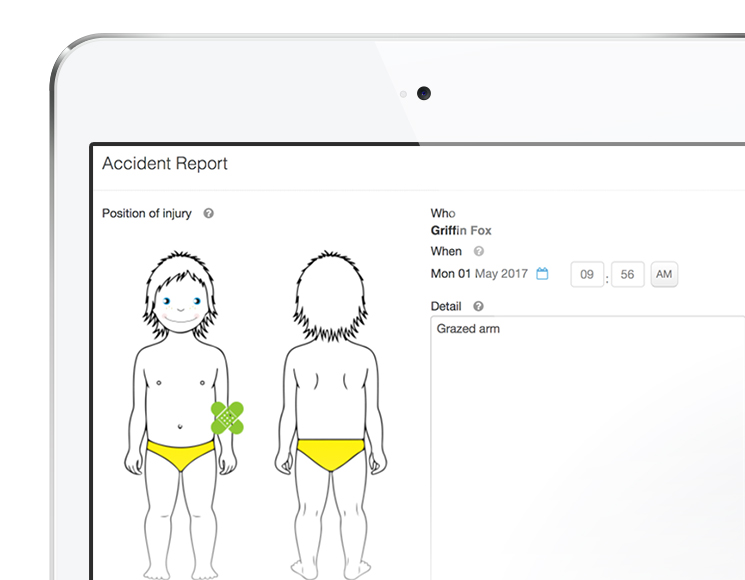 Accident Report
Position of injury ?
Who
Griffin Fox
When ?
Mon 01 May 2017 09 : 56 AM
Detail ?
Grazed arm